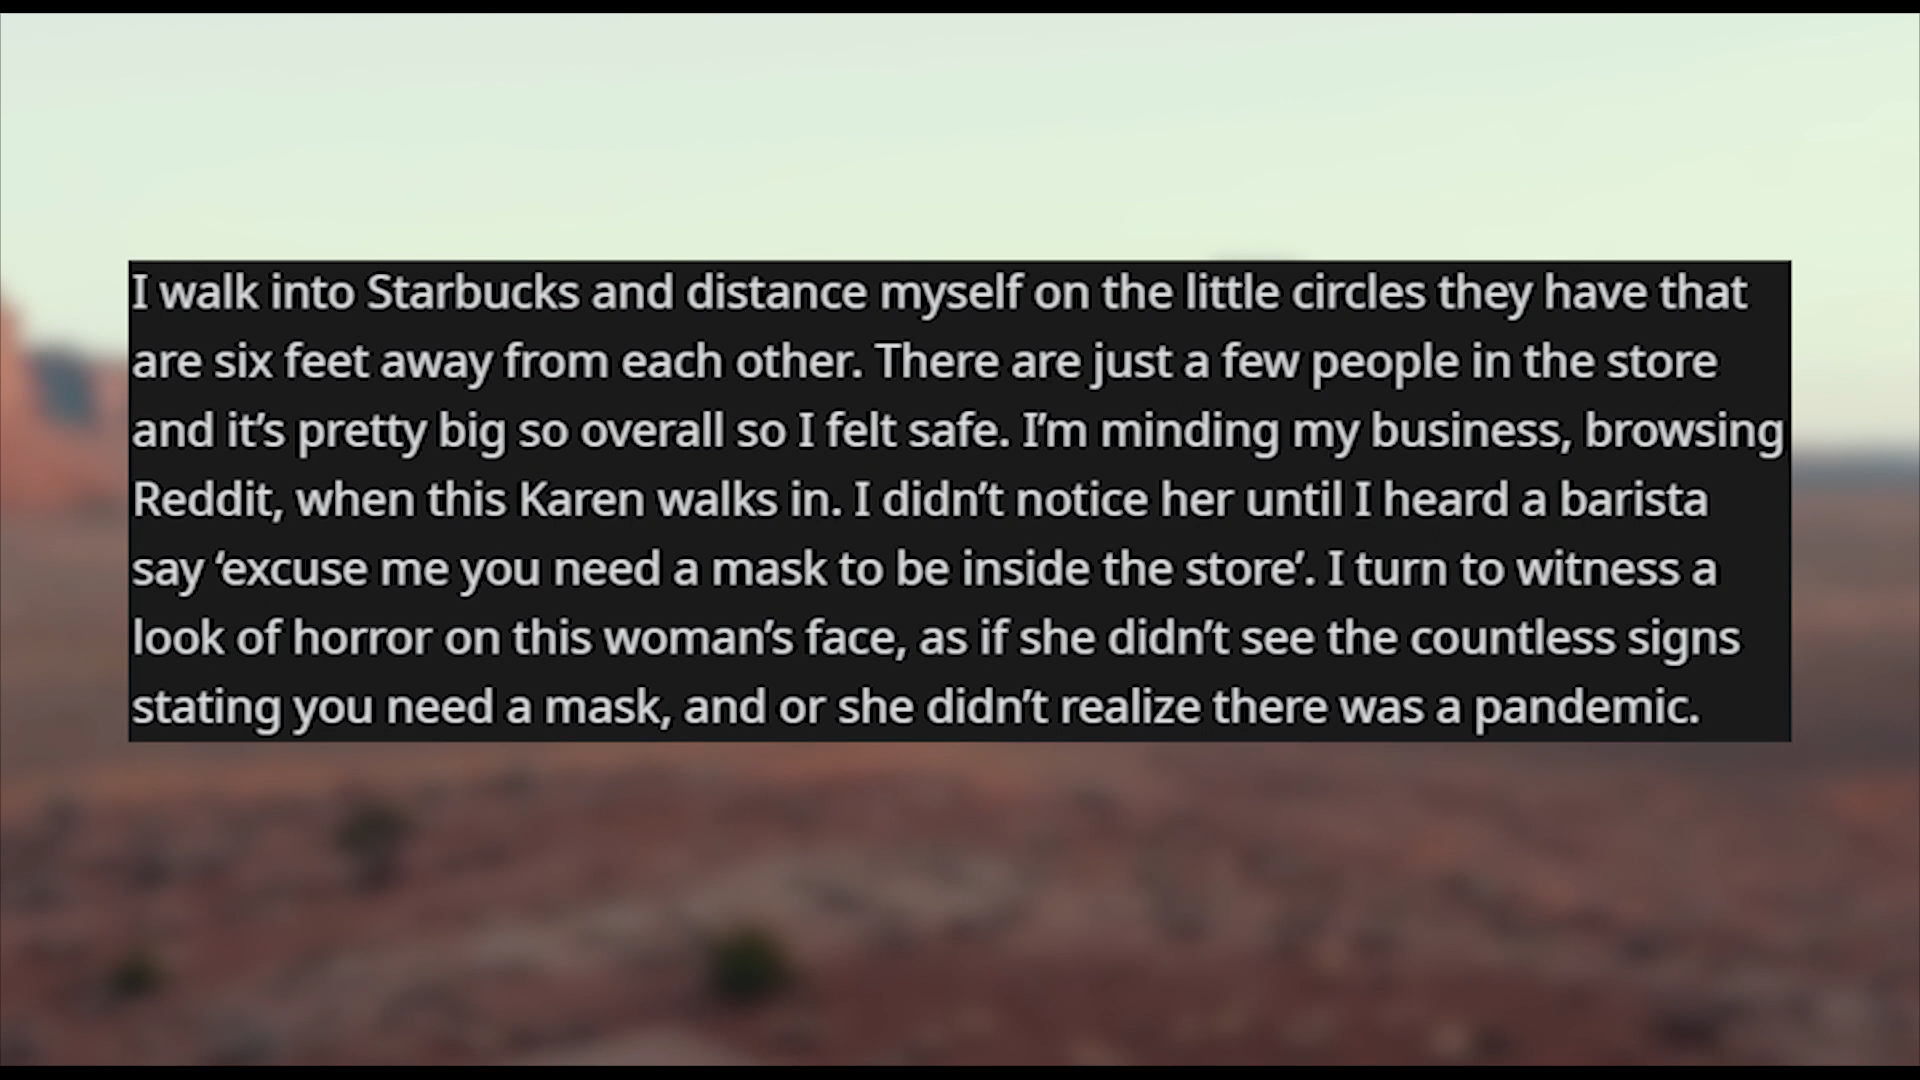 I walk into Starbucks and distance myself on the little circles they have that
are six feet away from each other. There are just a few people in the store
and it’s pretty big so overall so I felt safe. I’m minding my business, browsing
Reddit, when this Karen walks in. I didn’t notice her until I heard a barista
say ‘excuse me you need a mask to be inside the store’. I turn to witness a
look of horror on this woman’s face, as if she didn’t see the countless signs
stating you need a mask, and or she didn’t realize there was a pandemic.